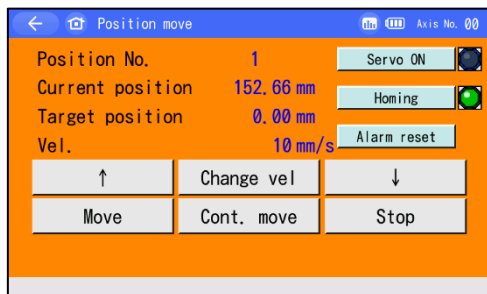 Position move Axis No. 00
Position No. 1 Servo ON
Current position 152.66 mm Homing
Target position 0.00 mm
Vel. 10 mm/s Alarm reset
↑ Change vel ↓
Move Cont. move Stop